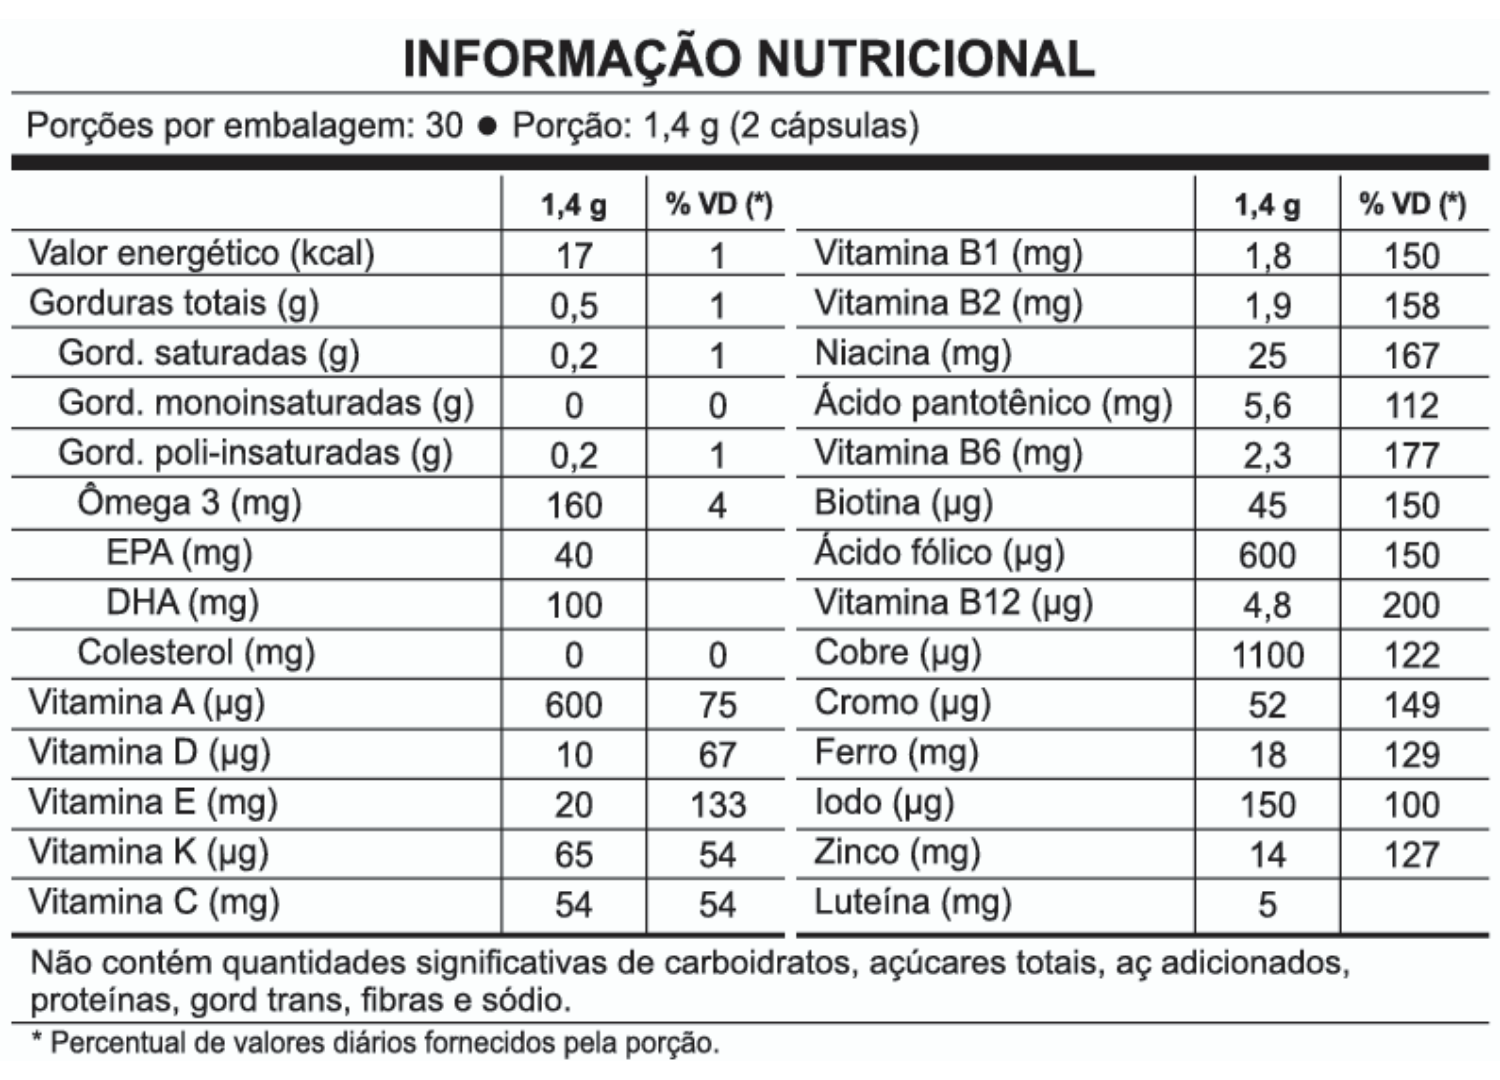 INFORMAÇÃO NUTRICIONAL
Porções por embalagem: 30 ● Porção: 1,4 g (2 cápsulas)
1,4 g % VD (*)
Valor energético (kcal) 17 1
Gorduras totais (g) 0,5 1
Gord. saturadas (g) 0,2 1
Gord. monoinsaturadas (g) 0 0
Gord. poli-insaturadas (g) 0,2 1
Ômega 3 (mg) 160 4
EPA (mg) 40
DHA (mg) 100
Colesterol (mg) 0 0
Vitamina A (µg) 600 75
Vitamina D (µg) 10 67
Vitamina E (mg) 20 133
Vitamina K (µg) 65 54
Vitamina C (mg) 54 54
1,4 g % VD (*)
Vitamina B1 (mg) 1,8 150
Vitamina B2 (mg) 1,9 158
Niacina (mg) 25 167
Ácido pantotênico (mg) 5,6 112
Vitamina B6 (mg) 2,3 177
Biotina (µg) 45 150
Ácido fólico (µg) 600 150
Vitamina B12 (µg) 4,8 200
Cobre (µg) 1100 122
Cromo (µg) 52 149
Ferro (mg) 18 129
Iodo (µg) 150 100
Zinco (mg) 14 127
Luteína (mg) 5
Não contém quantidades significativas de carboidratos, açúcares totais, aç adicionados,
proteínas, gord trans, fibras e sódio.
* Percentual de valores diários fornecidos pela porção.